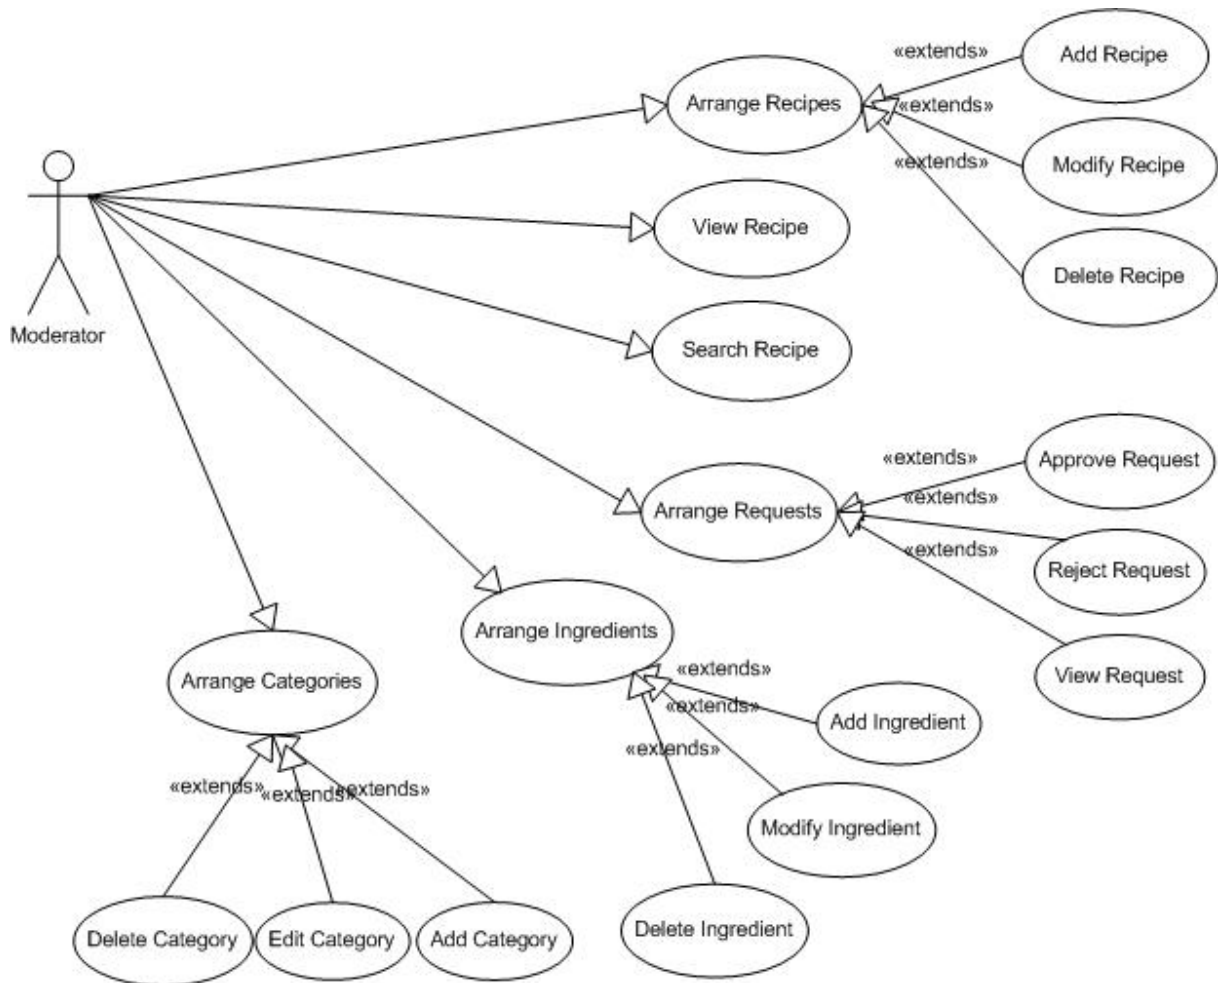 «extends»
Add Recipe
Arrange Recipes
«extends»
«extends»
Modify Recipe
View Recipe
Delete Recipe
Moderator
Search Recipe
«extends»
Approve Request
Arrange Requests
«extends»
«extends»
Reject Request
Arrange Ingredients
Arrange Categories
«extends»
View Request
«extends»
Add Ingredient
«extends»
«extends»
«extends»
«extends»
Modify Ingredient
Delete Category
Edit Category
Add Category
Delete Ingredient